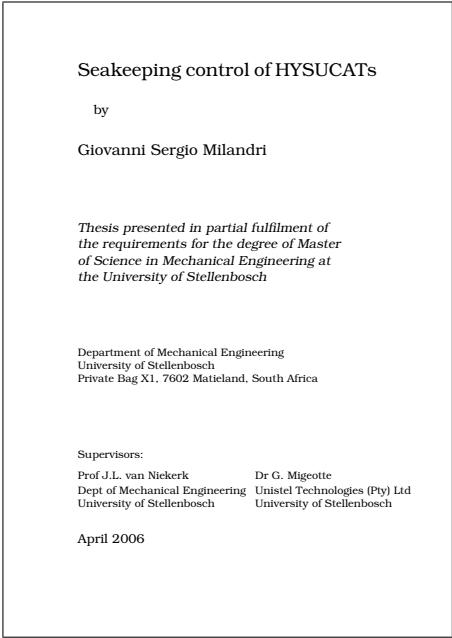 Seakeeping control of HYSUCATs
by
Giovanni Sergio Milandri
Thesis presented in partial fulfilment of
the requirements for the degree of Master
of Science in Mechanical Engineering at
the University of Stellenbosch
Department of Mechanical Engineering
University of Stellenbosch
Private Bag X1, 7602 Matieland, South Africa
Supervisors:
Prof J.L. van Niekerk Dr G. Migeotte
Dept of Mechanical Engineering Unistel Technologies (Pty) Ltd
University of Stellenbosch University of Stellenbosch
April 2006